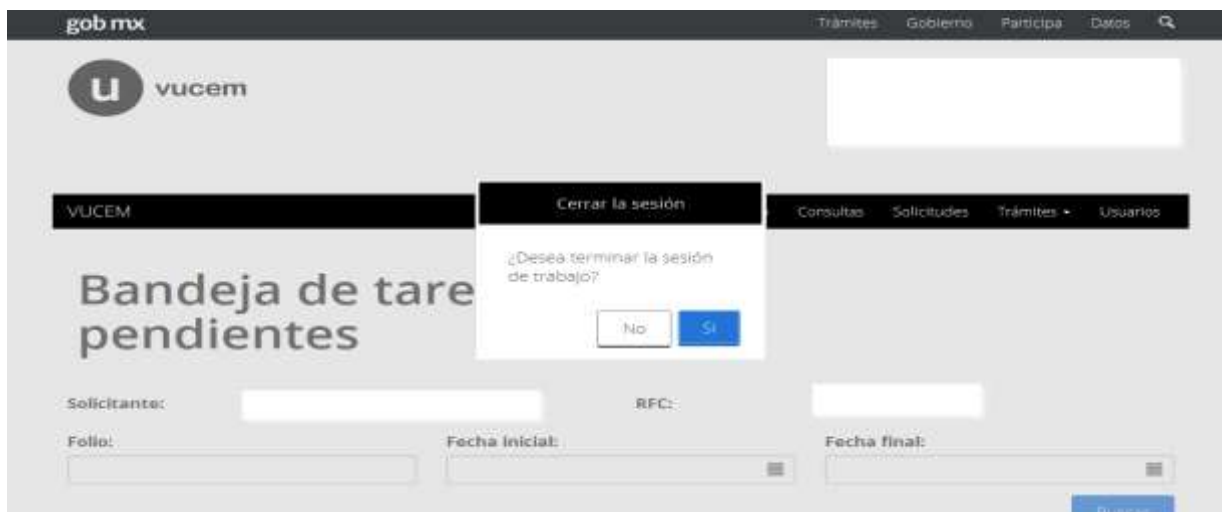 gob mx
Trámites Gobierno Participa Datos
u vucem
VUCEM
Cerrar la sesión
Consultas Solicitudes Trámites Usuarios
¿Desea terminar la sesión
de trabajo?
No Si
Bandeja de tare
pendientes
Solicitante: RFC:
Folio: Fecha inicial: Fecha final:
Buscar